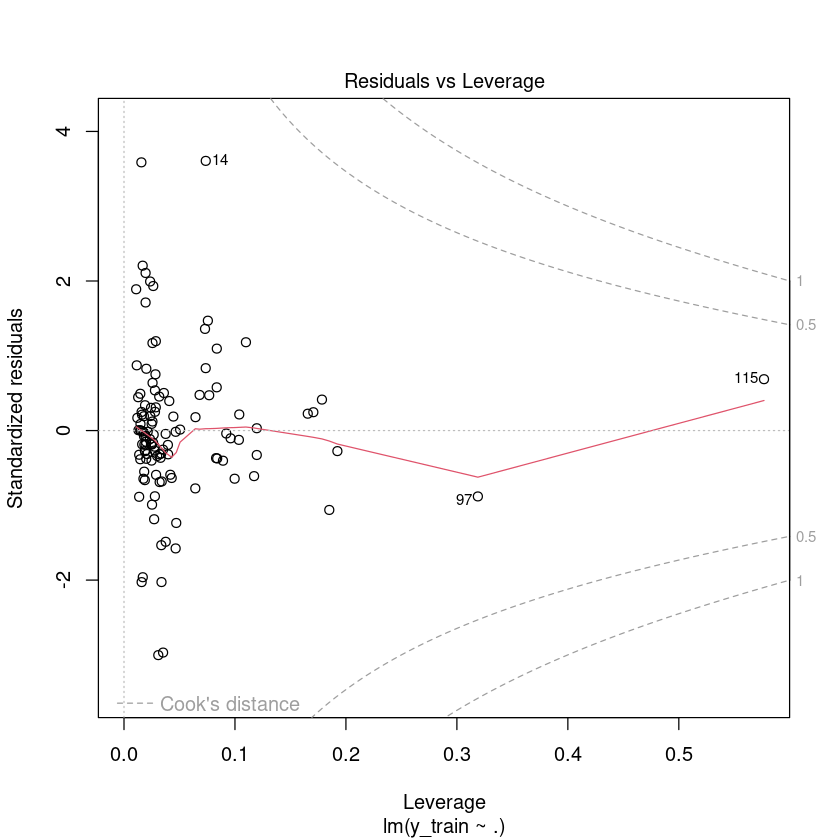 Residuals vs Leverage
Standardized residuals
4
2
0
-2
14
115
97
1
0.5
0.5
1
Cook's distance
0.0 0.1 0.2 0.3 0.4 0.5
Leverage
lm(y_train ~ .)